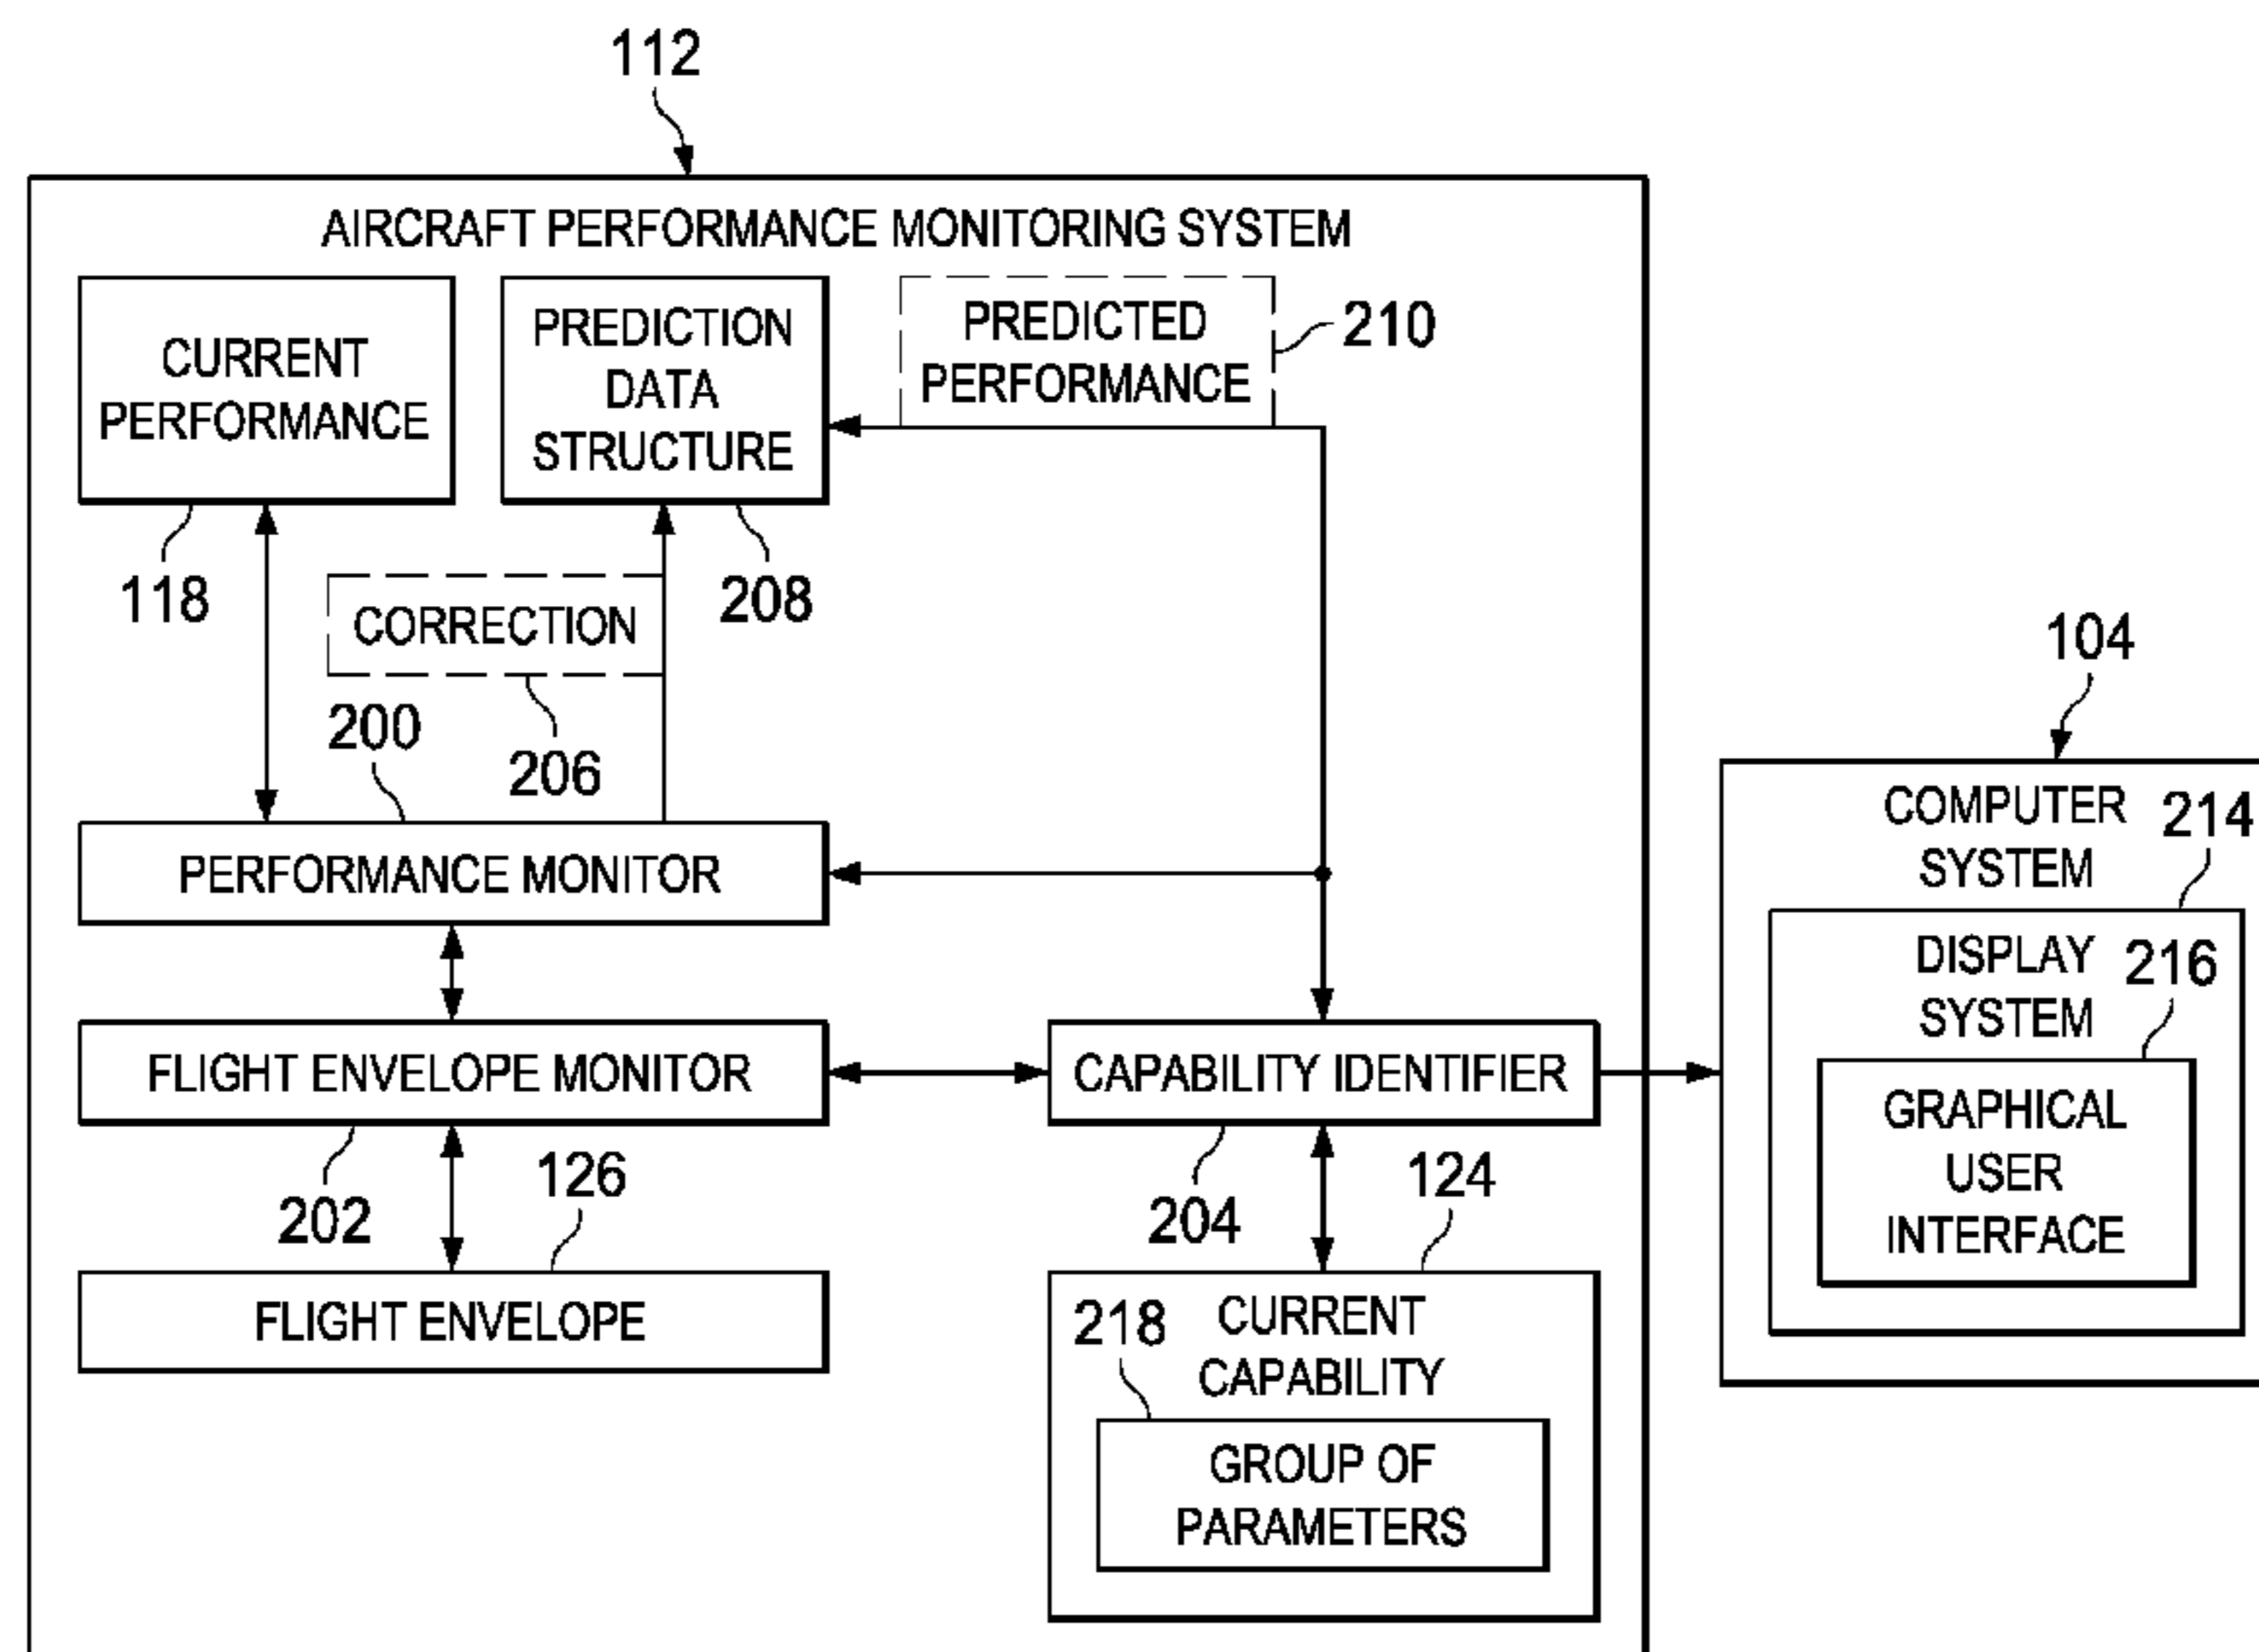 112
AIRCRAFT PERFORMANCE MONITORING SYSTEM
CURRENT
PERFORMANCE
PREDICTION
DATA
STRUCTURE
PREDICTED
PERFORMANCE
210
118
CORRECTION
208
200
206
104
PERFORMANCE MONITOR
COMPUTER
SYSTEM
214
DISPLAY
SYSTEM
216
FLIGHT ENVELOPE MONITOR
CAPABILITY IDENTIFIER
GRAPHICAL
USER
INTERFACE
202
126
204
124
FLIGHT ENVELOPE
218
CURRENT
CAPABILITY
GROUP OF
PARAMETERS